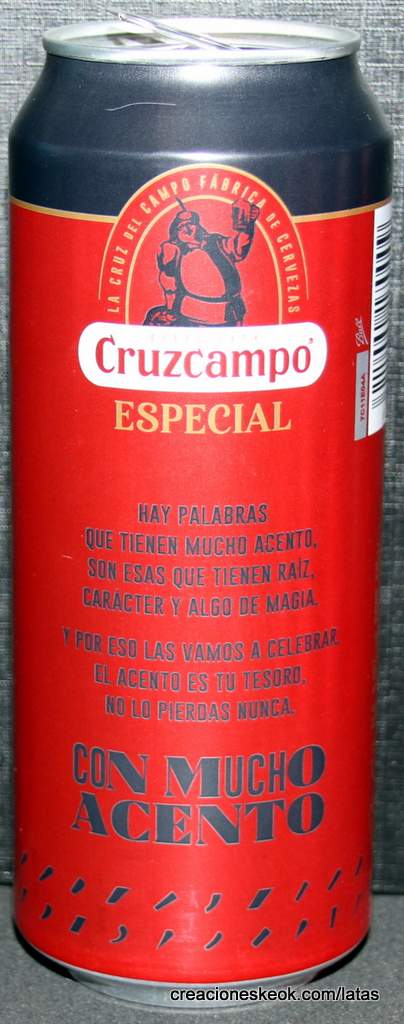 LA CRUZ DEL CAMPO FÁBRICA DE CERVEZAS
Cruzcampo
ESPECIAL
HAY PALABRAS
QUE TIENEN MUCHO ACENTO,
SON ESAS QUE TIENEN RAÍZ,
CARÁCTER Y ALGO DE MAGIA.
Y POR ESO LAS VAMOS A CELEBRAR.
EL ACENTO ES TU TESORO,
NO LO PIERDAS NUNCA.
CON MUCHO
ACENTO
creacioneskeok.com/latas